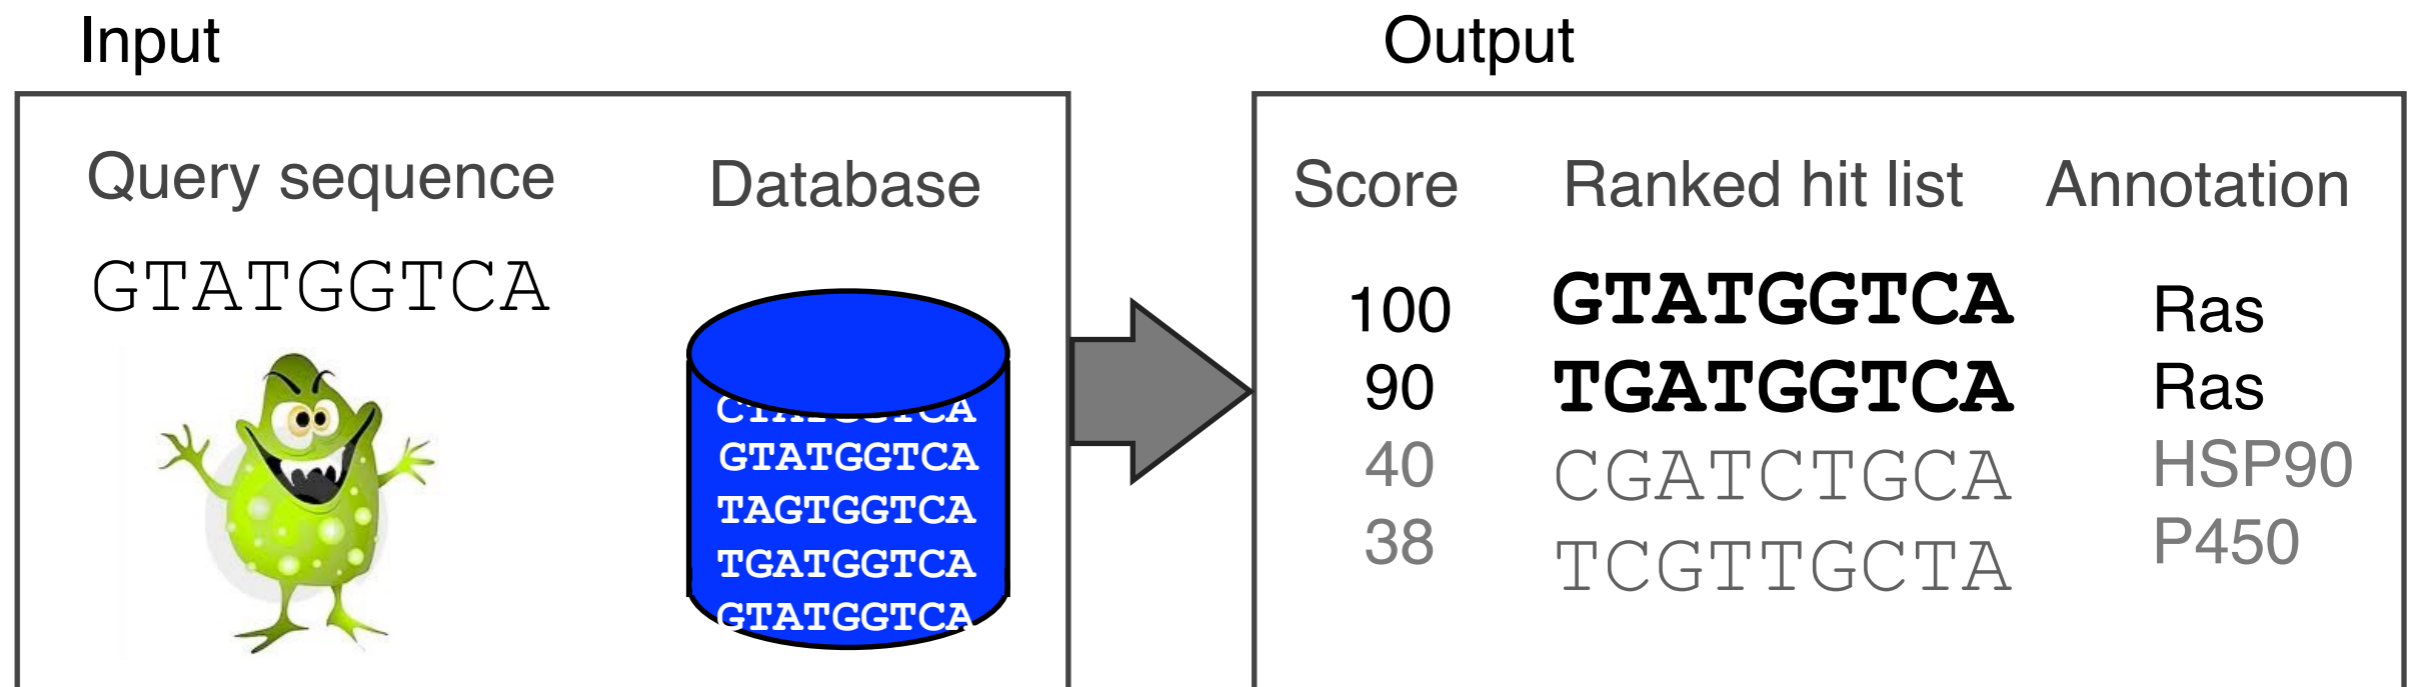 Input
Query sequence
GTATGGTCA
Database
GTATGGTCA
TAGTGGTCA
TGATGGTCA
GTATGGTCA
Output
Score Ranked hit list Annotation
100 GTATGGTCA Ras
90 TGATGGTCA Ras
40 CGATCTGCA HSP90
38 TCGTTGCTA P450